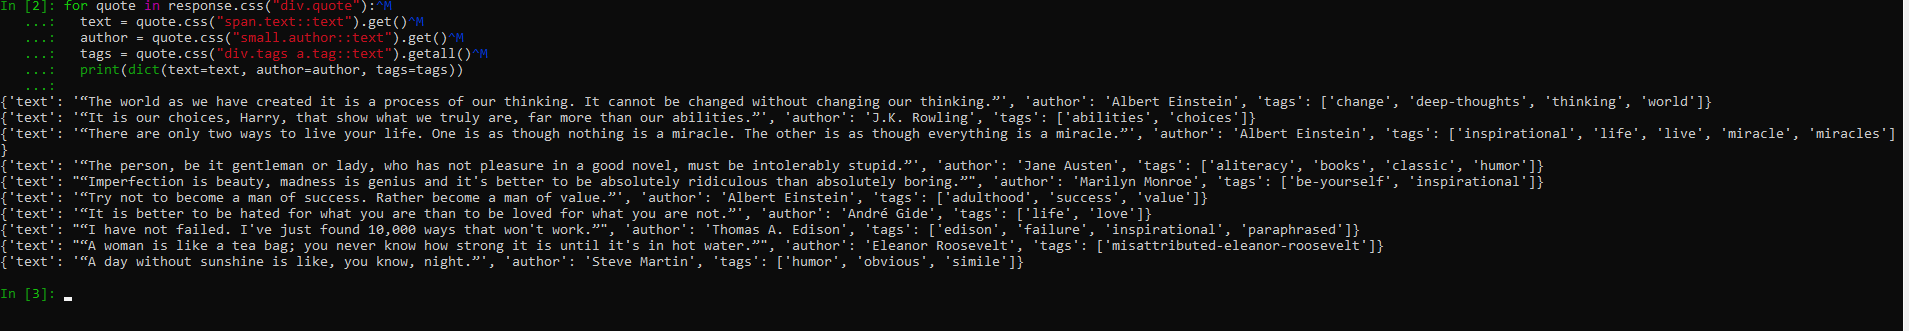 In [2]: for quote in response.css("div.quote"):^M
   ...:   text = quote.css("span.text::text").get()^M
   ...:   author = quote.css("small.author::text").get()^M
   ...:   tags = quote.css("div.tags a.tag::text").getall()^M
   ...:   print(dict(text=text, author=author, tags=tags))
   ...:
{'text': '“The world as we have created it is a process of our thinking. It cannot be changed without changing our thinking.”', 'author': 'Albert Einstein', 'tags': ['change', 'deep-thoughts', 'thinking', 'world']}
{'text': '“It is our choices, Harry, that show what we truly are, far more than our abilities.”', 'author': 'J.K. Rowling', 'tags': ['abilities', 'choices']}
{'text': '“There are only two ways to live your life. One is as though nothing is a miracle. The other is as though everything is a miracle.”', 'author': 'Albert Einstein', 'tags': ['inspirational', 'life', 'live', 'miracle', 'miracles']
}
{'text': '“The person, be it gentleman or lady, who has not pleasure in a good novel, must be intolerably stupid.”', 'author': 'Jane Austen', 'tags': ['aliteracy', 'books', 'classic', 'humor']}
{'text': "“Imperfection is beauty, madness is genius and it's better to be absolutely ridiculous than absolutely boring.”", 'author': 'Marilyn Monroe', 'tags': ['be-yourself', 'inspirational']}
{'text': '“Try not to become a man of success. Rather become a man of value.”', 'author': 'Albert Einstein', 'tags': ['adulthood', 'success', 'value']}
{'text': '“It is better to be hated for what you are than to be loved for what you are not.”', 'author': 'André Gide', 'tags': ['life', 'love']}
{'text': "“I have not failed. I've just found 10,000 ways that won't work.”", 'author': 'Thomas A. Edison', 'tags': ['edison', 'failure', 'inspirational', 'paraphrased']}
{'text': "“A woman is like a tea bag; you never know how strong it is until it's in hot water.”", 'author': 'Eleanor Roosevelt', 'tags': ['misattributed-eleanor-roosevelt']}
{'text': '“A day without sunshine is like, you know, night.”', 'author': 'Steve Martin', 'tags': ['humor', 'obvious', 'simile']}
In [3]: